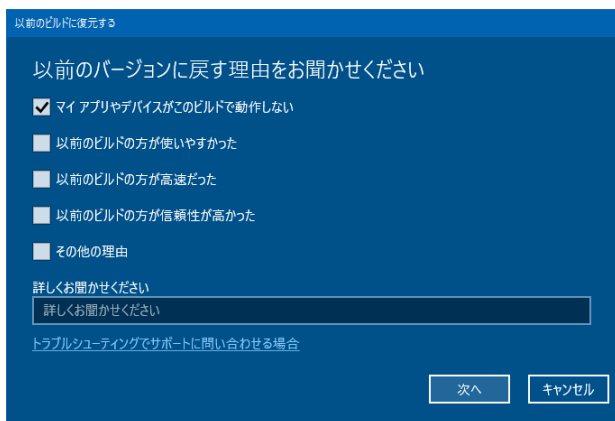 以前のビルドに復元する
以前のバージョンに戻す理由をお聞かせください
マイ アプリやデバイスがこのビルドで動作しない
以前のビルドの方が使いやすかった
以前のビルドの方が高速だった
以前のビルドの方が信頼性が高かった
その他の理由
詳しくお聞かせください
詳しくお聞かせください
トラブルシューティングでサポートに問い合わせる場合
次へ
キャンセル